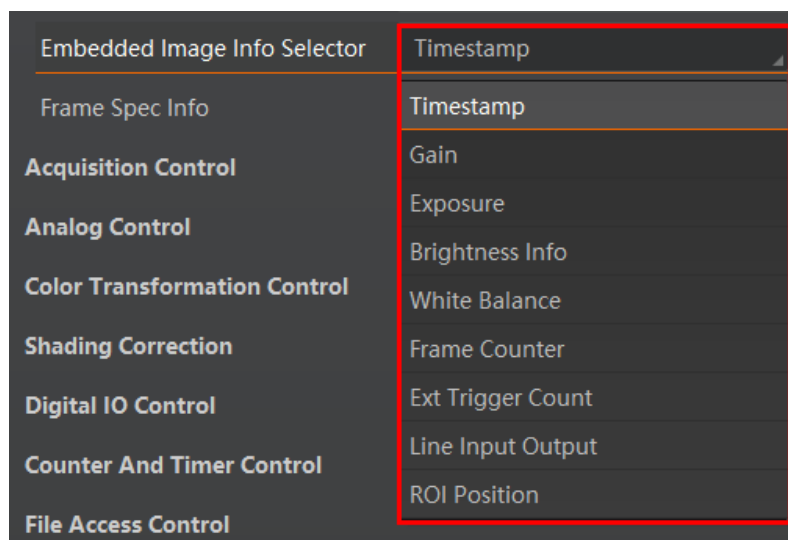 Embedded Image Info Selector
Timestamp
Frame Spec Info
Timestamp
Acquisition Control
Gain
Exposure
Analog Control
Brightness Info
Color Transformation Control
White Balance
Shading Correction
Frame Counter
Digital IO Control
Ext Trigger Count
Counter And Timer Control
Line Input Output
ROI Position
File Access Control